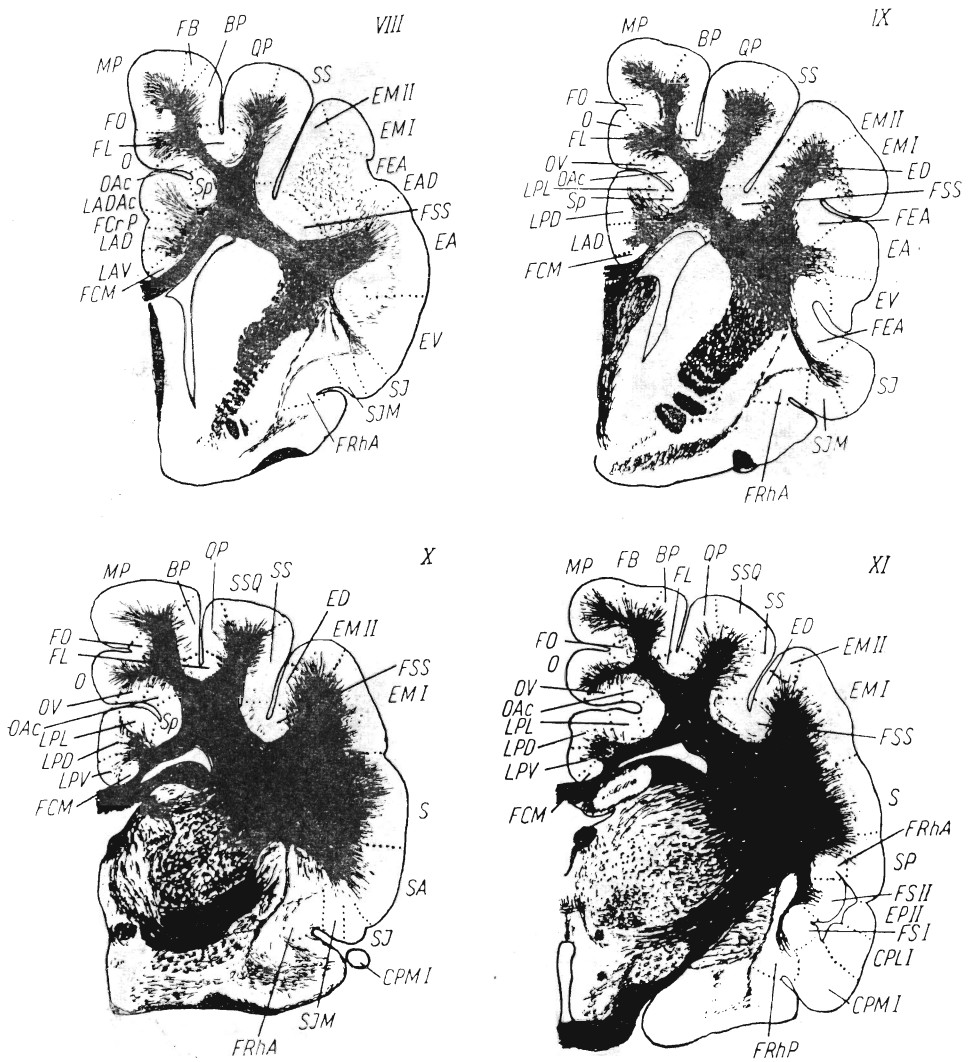 VIII
FB
BP
QP
MP
SS
EM II
FO
EM I
FL
O
FEA
OAc
Sp
EAD
LADAc
FSS
FCrP
LAD
EA
LAV
FCM
EV
SJ
SJM
FRhA
IX
MP
BP
QP
SS
FO
EM II
O
EM I
FL
ED
OV
OAc
FSS
LPL
Sp
FEA
LPD
LAD
EA
FCM
EV
FEA
SJ
SJM
FRhA
X
QP
MP
BP
SSQ
SS
ED
EM II
FO
FL
FSS
O
EM I
OV
OAc
Sp
LPL
LPD
LPV
FCM
S
SA
SJ
CPM I
SJM
FRhA
XI
MP
FB
BP
QP
FL
SSQ
SS
ED
FO
EM II
O
EM I
OV
OAc
LPL
FSS
LPD
LPV
S
FCM
FRhA
SP
FS II
EP II
FS I
CPL I
CPM I
FRhP